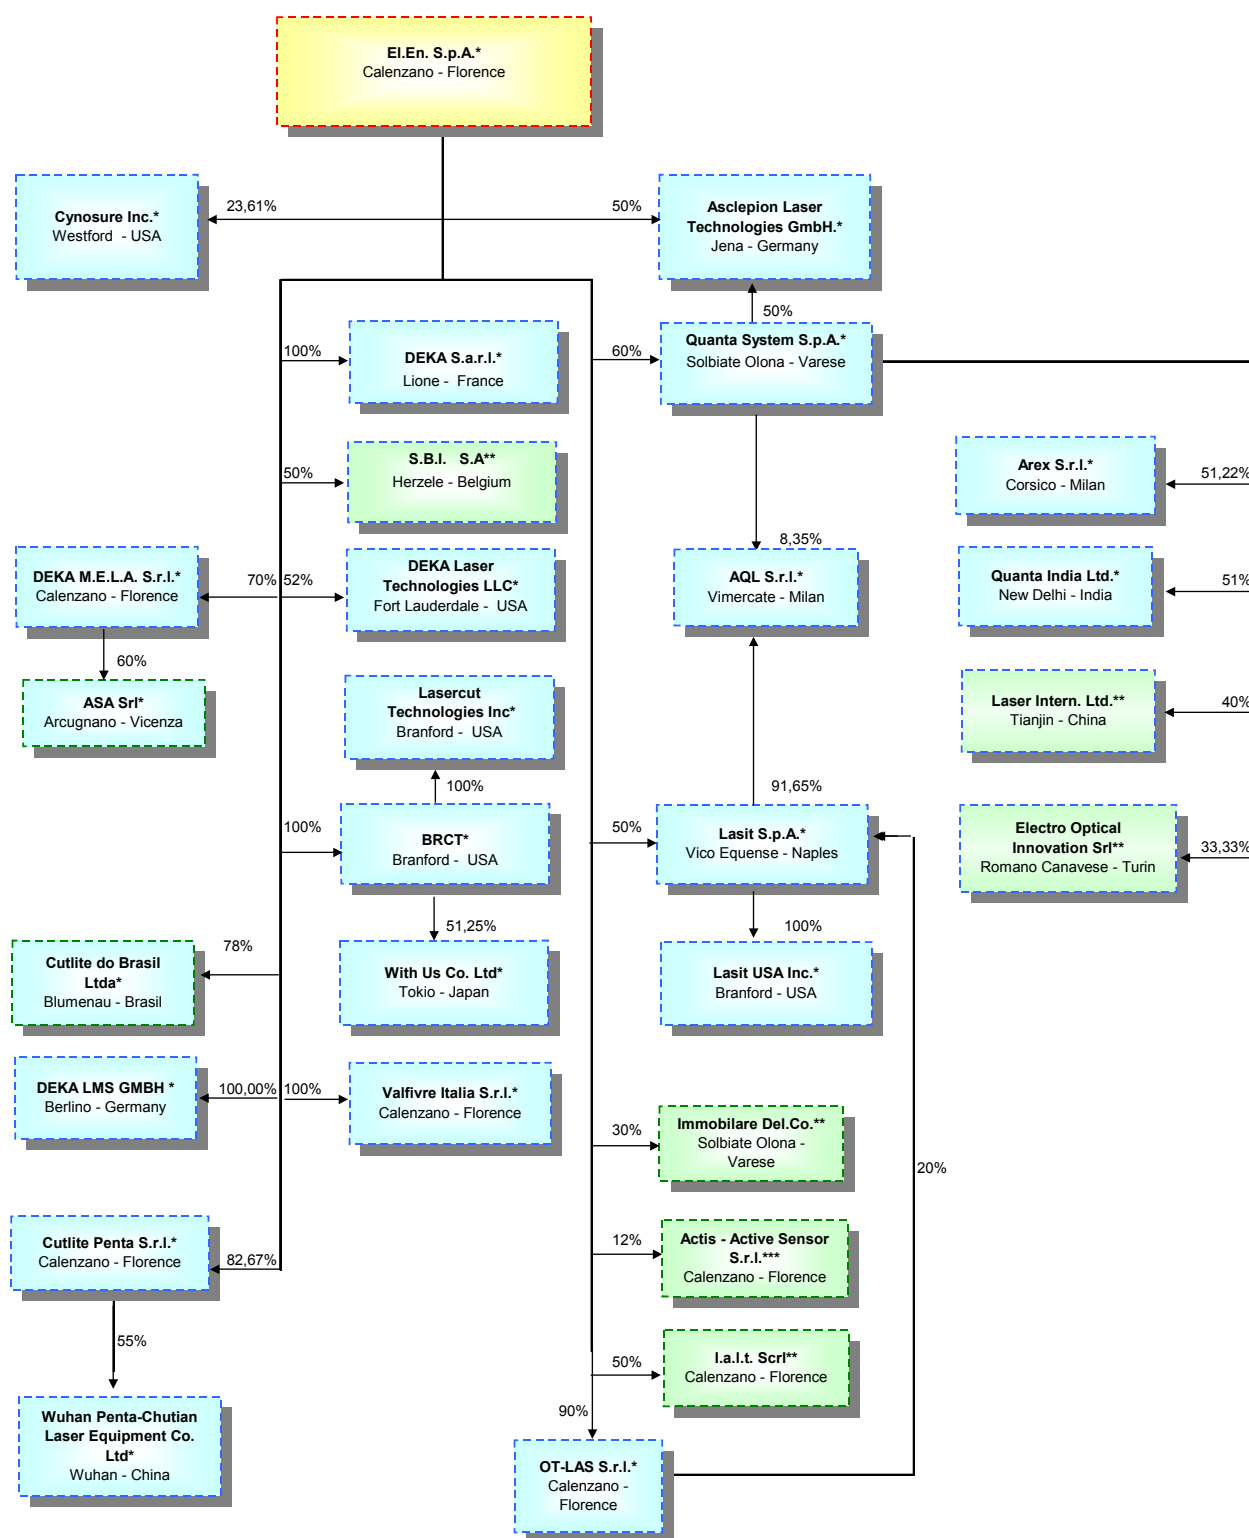 El.En. S.p.A.*
Calenzano - Florence
Cynosure Inc.*
Westford  - USA
23,61%
50%
Asclepion Laser
Technologies GmbH.*
Jena - Germany
50%
100%
DEKA S.a.r.l.*
Lione -  France
60%
Quanta System S.p.A.*
Solbiate Olona - Varese
50%
S.B.I.   S.A**
Herzele - Belgium
Arex S.r.l.*
Corsico - Milan
51,22%
8,35%
DEKA M.E.L.A. S.r.l.*
Calenzano - Florence
70%
52%
DEKA Laser
Technologies LLC*
Fort Lauderdale -  USA
AQL S.r.l.*
Vimercate - Milan
Quanta India Ltd.*
New Delhi - India
51%
60%
ASA Srl*
Arcugnano - Vicenza
Lasercut
Technologies Inc*
Branford -  USA
Laser Intern. Ltd.**
Tianjin - China
40%
100%
91,65%
100%
BRCT*
Branford -  USA
50%
Lasit S.p.A.*
Vico Equense - Naples
Electro Optical
Innovation Srl**
Romano Canavese - Turin
33,33%
51,25%
100%
Cutlite do Brasil
Ltda*
Blumenau - Brasil
78%
With Us Co. Ltd*
Tokio - Japan
Lasit USA Inc.*
Branford - USA
DEKA LMS GMBH *
Berlino - Germany
100,00%
100%
Valfivre Italia S.r.l.*
Calenzano - Florence
30%
Immobilare Del.Co.**
Solbiate Olona -
Varese
20%
Cutlite Penta S.r.l.*
Calenzano - Florence
82,67%
12%
Actis - Active Sensor
S.r.l.***
Calenzano - Florence
55%
50%
I.a.l.t. Scrl**
Calenzano - Florence
90%
Wuhan Penta-Chutian
Laser Equipment Co.
Ltd*
Wuhan - China
OT-LAS S.r.l.*
Calenzano -
Florence